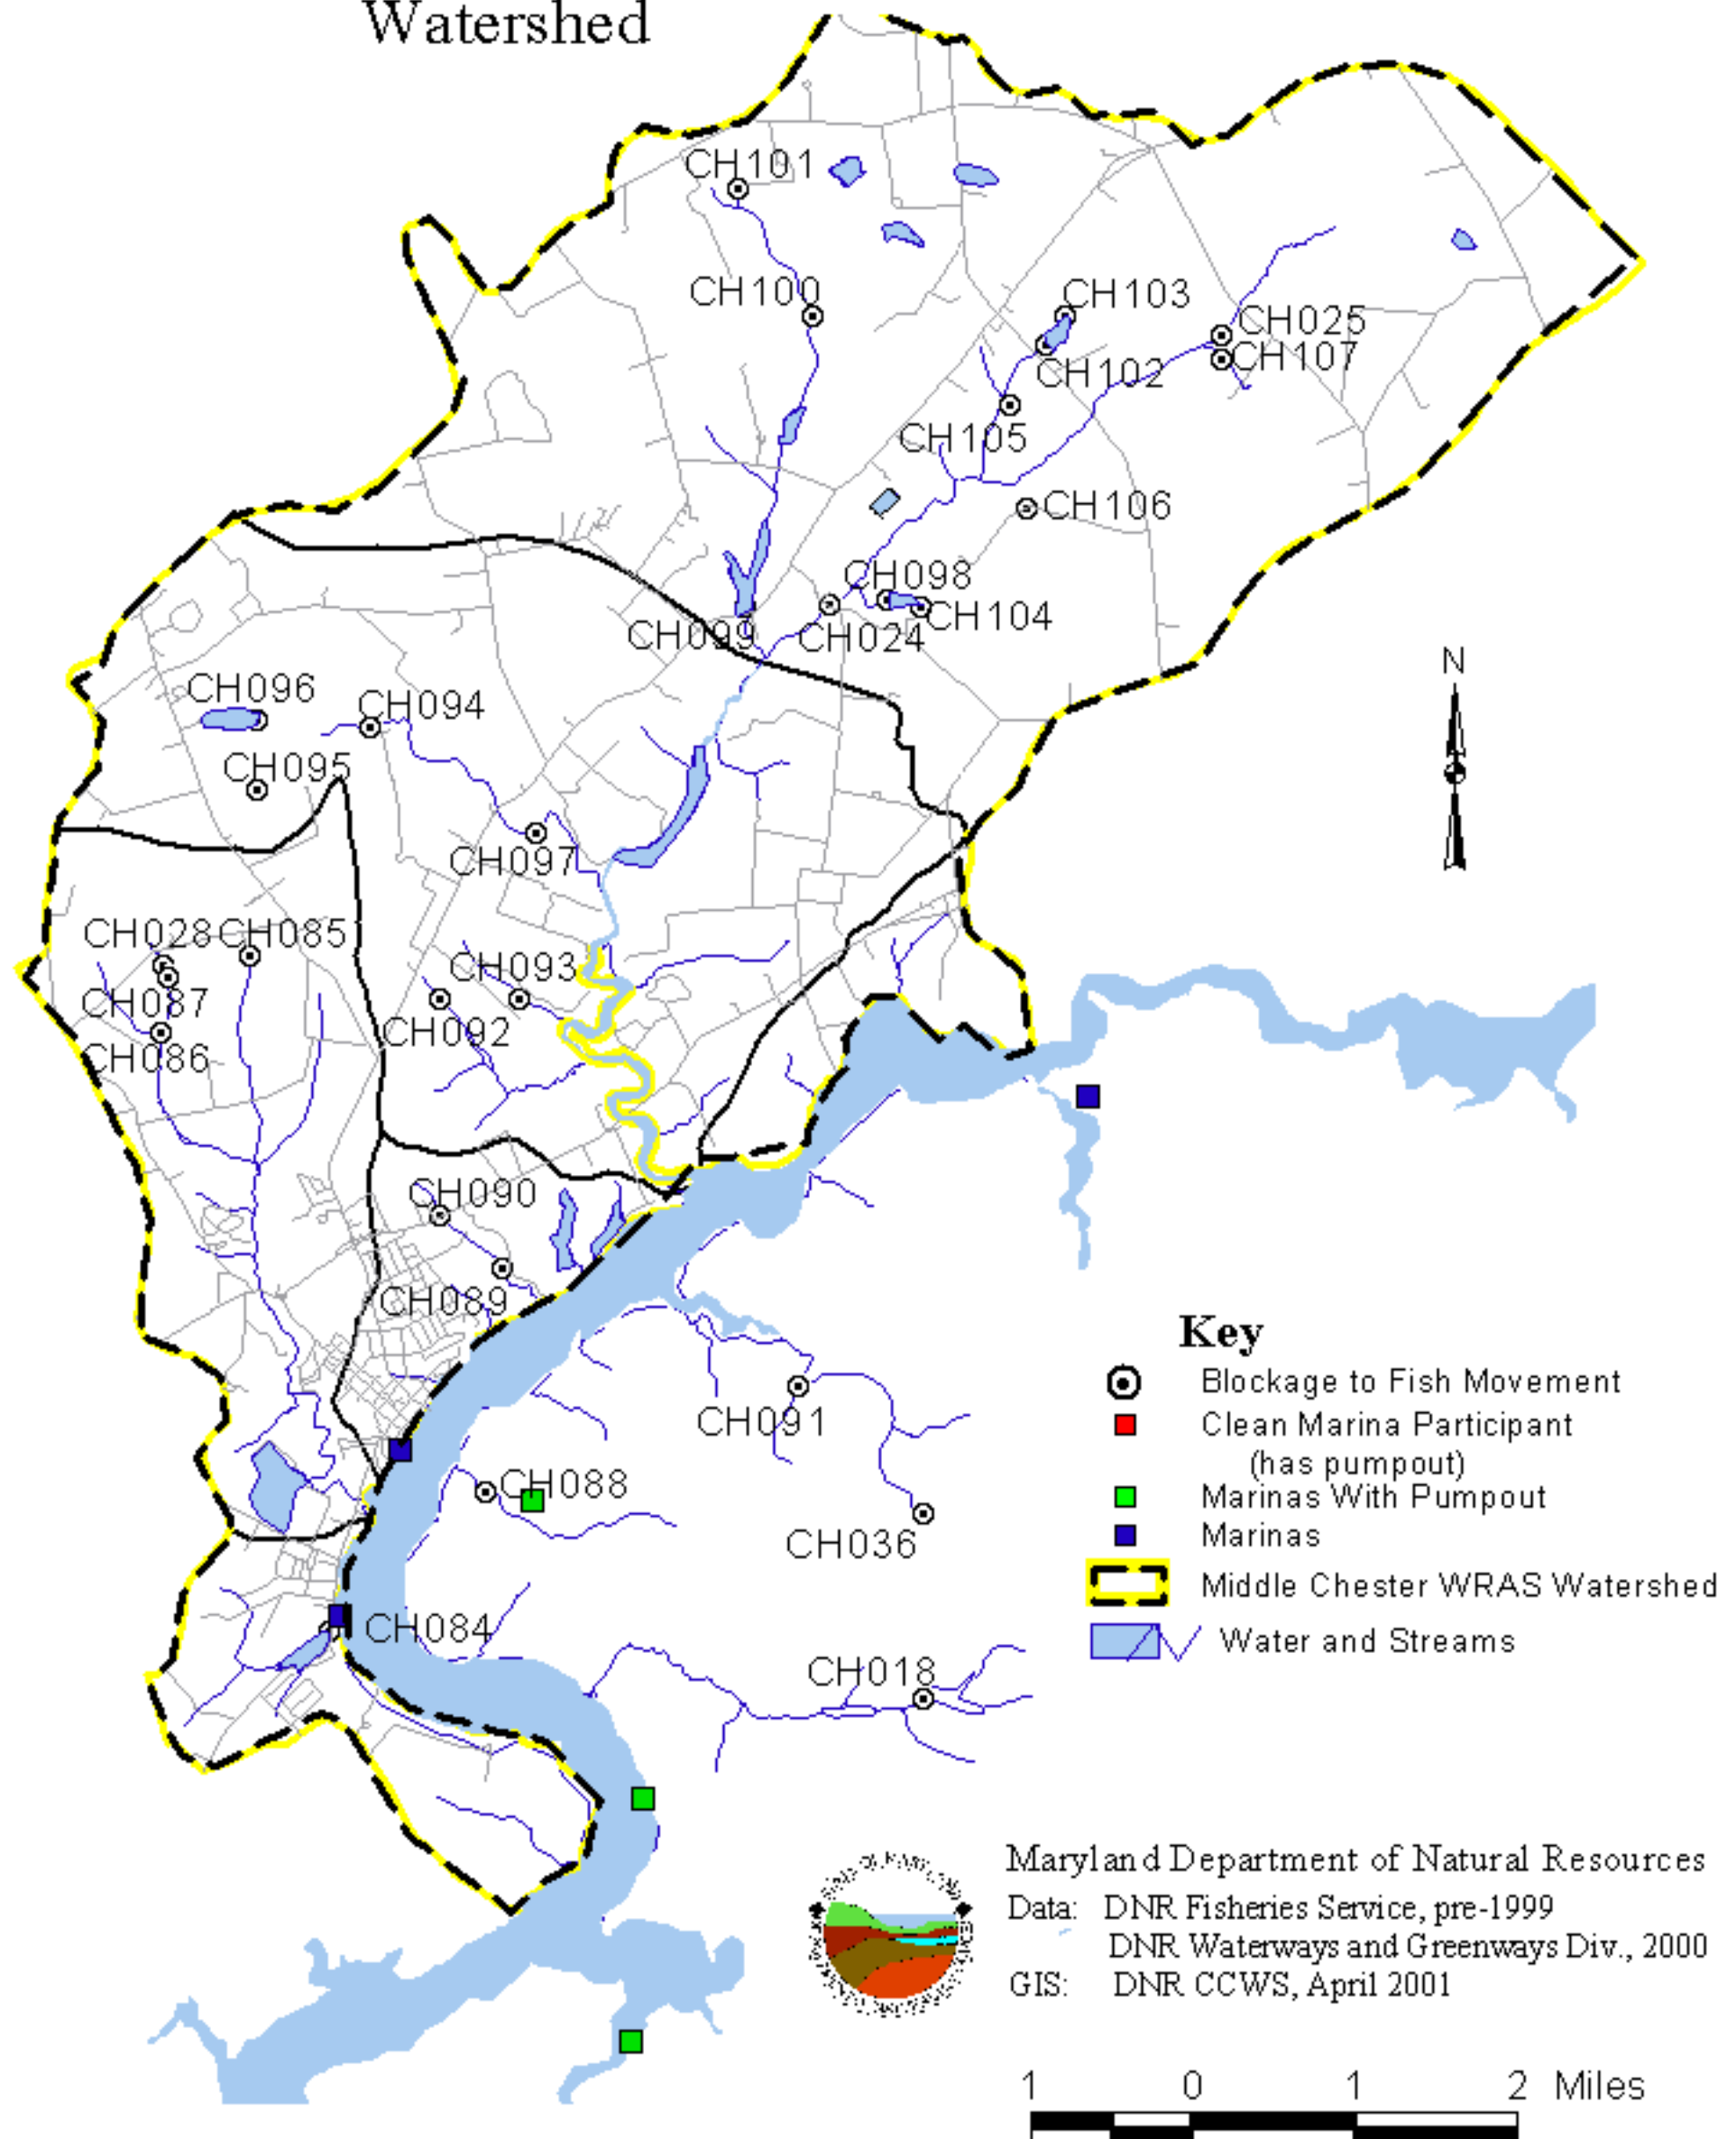 Watershed
CH101
CH100
CH103
CH025
CH107
CH102
CH105
CH106
CH098
CH104
CH099
CH024
N
CH096
CH094
CH095
CH097
CH028
CH085
CH093
CH087
CH092
CH086
CH090
CH089
Key
Blockage to Fish Movement
CH091
Clean Marina Participant
(has pumpout)
CH088
Marinas With Pumpout
CH036
Marinas
Middle Chester WRAS Watershed
CH084
Water and Streams
CH018
Maryland Department of Natural Resources
Data: DNR Fisheries Service, pre-1999
DNR Waterways and Greenways Div., 2000
GIS: DNR CCWS, April 2001
1 0 1 2 Miles